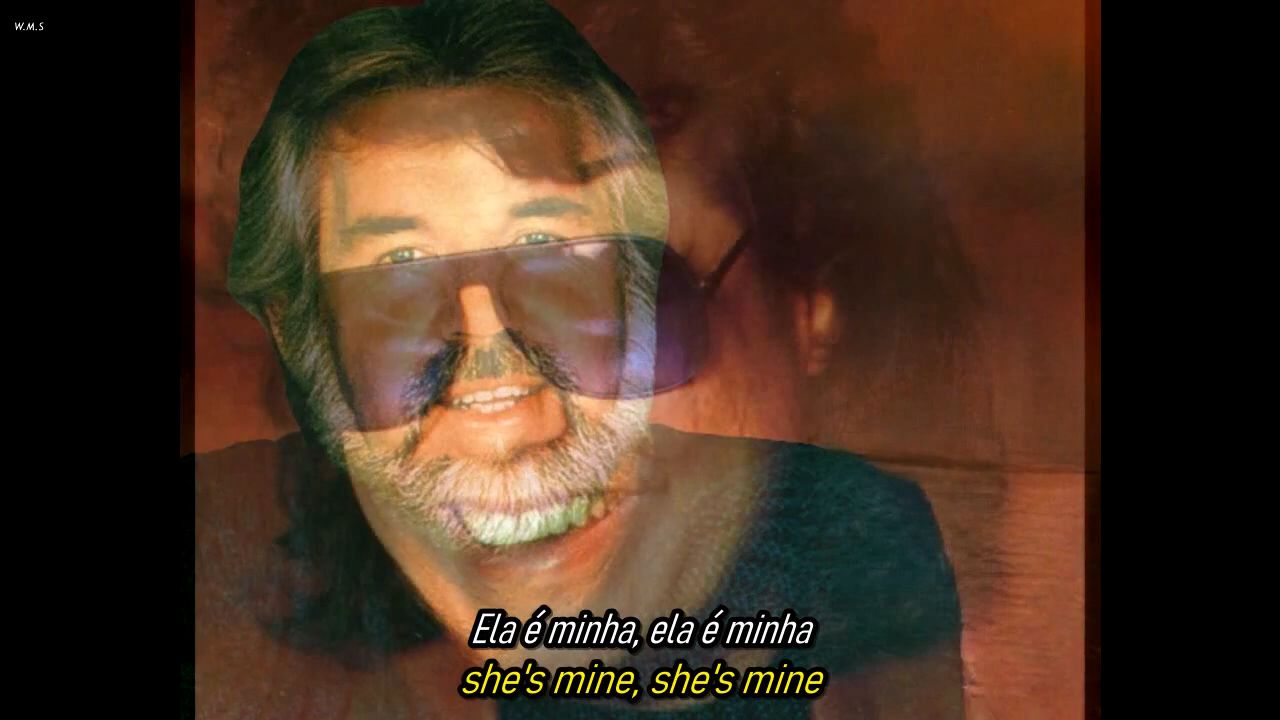 W.M.S
Ela é minha, ela é minha
she's mine, she's mine